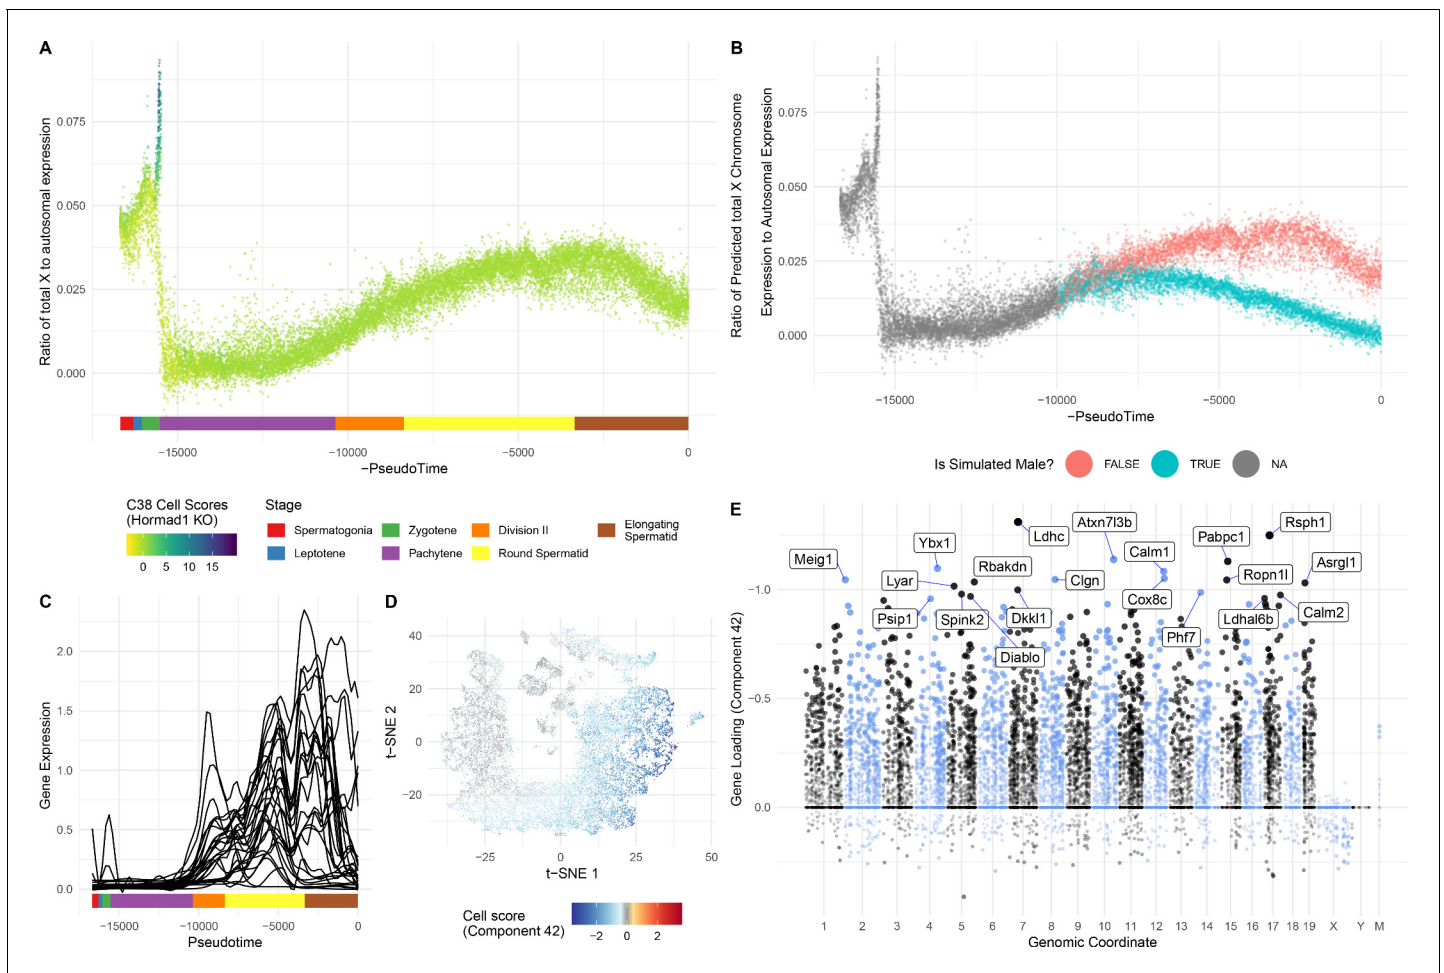 A
Ratio of total X to autosomal expression
0.075
0.050
0.025
0.000
−15000
−10000
−5000
0
−PseudoTime
C38 Cell Scores
(Hormad1 KO)
0
5
10
15
Stage
Spermatogonia
Leptotene
Zygotene
Pachytene
Division II
Round Spermatid
Elongating
Spermatid
B
Ratio of Predicted total X Chromosome
Expression to Autosomal Expression
0.075
0.050
0.025
0.000
−15000
−10000
−5000
0
−PseudoTime
Is Simulated Male?
FALSE
TRUE
NA
C
Gene Expression
2.0
1.5
1.0
0.5
0.0
−15000
−10000
−5000
0
Pseudotime
D
t−SNE 2
40
20
0
−20
−25
0
25
50
t−SNE 1
Cell score
(Component 42)
−2
0
2
E
Gene Loading (Component 42)
−1.0
−0.5
0.0
Meig1
Ybx1
Lyar
Psip1
Spink2
Rbakdn
Ldhc
Dkkl1
Diablo
Clgn
Atxn7l3b
Calm1
Cox8c
Phf7
Pabpc1
Ropn1l
Rsph1
Asrgl1
Ldhal6b
Calm2
1
2
3
4
5
6
7
8
9
10
11
12
13
14
15
16
17
18
19
X
Y
M
Genomic Coordinate